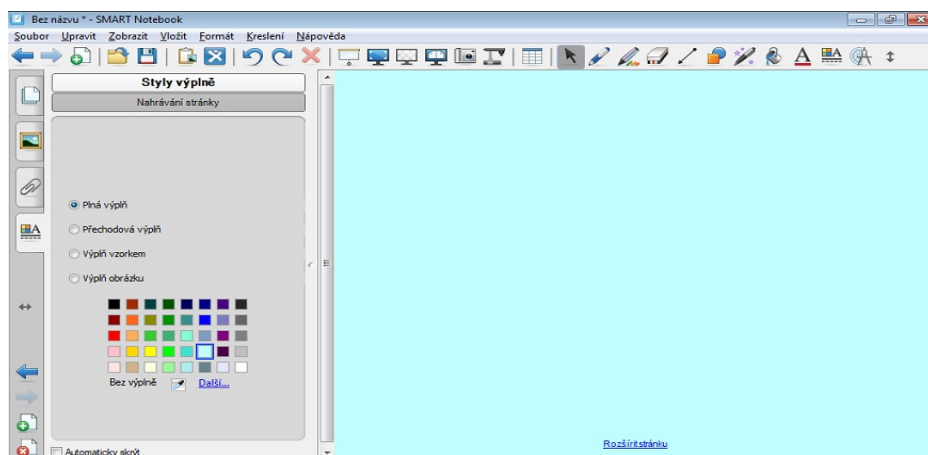 Bez názvu * - SMART Notebook
Soubor Upravit Zobrazit Vložit Formát Kreslení Nápověda
Styly výplně
Nahrávání stránky
Plná výplň
Přechodová výplň
Výplň vzorkem
Výplň obrázku
Bez výplně Další...
Automaticky skrýt
Rozšířit stránku